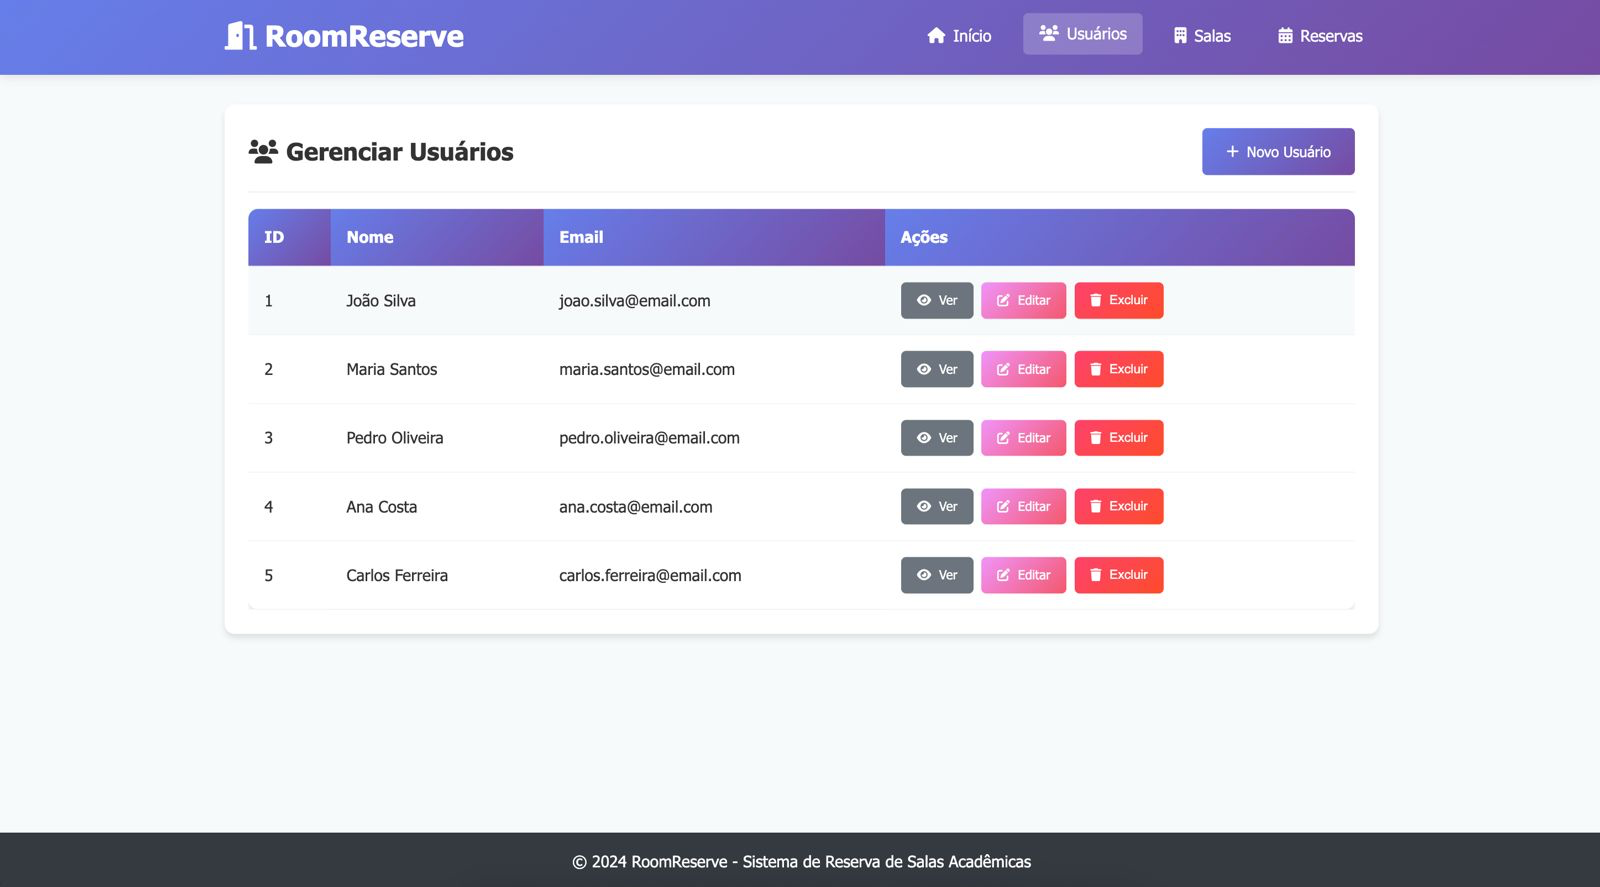 RoomReserve
Início Usuários Salas Reservas
Gerenciar Usuários
Novo Usuário
ID Nome Email Ações
1 João Silva joao.silva@email.com Ver Editar Excluir
2 Maria Santos maria.santos@email.com Ver Editar Excluir
3 Pedro Oliveira pedro.oliveira@email.com Ver Editar Excluir
4 Ana Costa ana.costa@email.com Ver Editar Excluir
5 Carlos Ferreira carlos.ferreira@email.com Ver Editar Excluir
© 2024 RoomReserve - Sistema de Reserva de Salas Acadêmicas